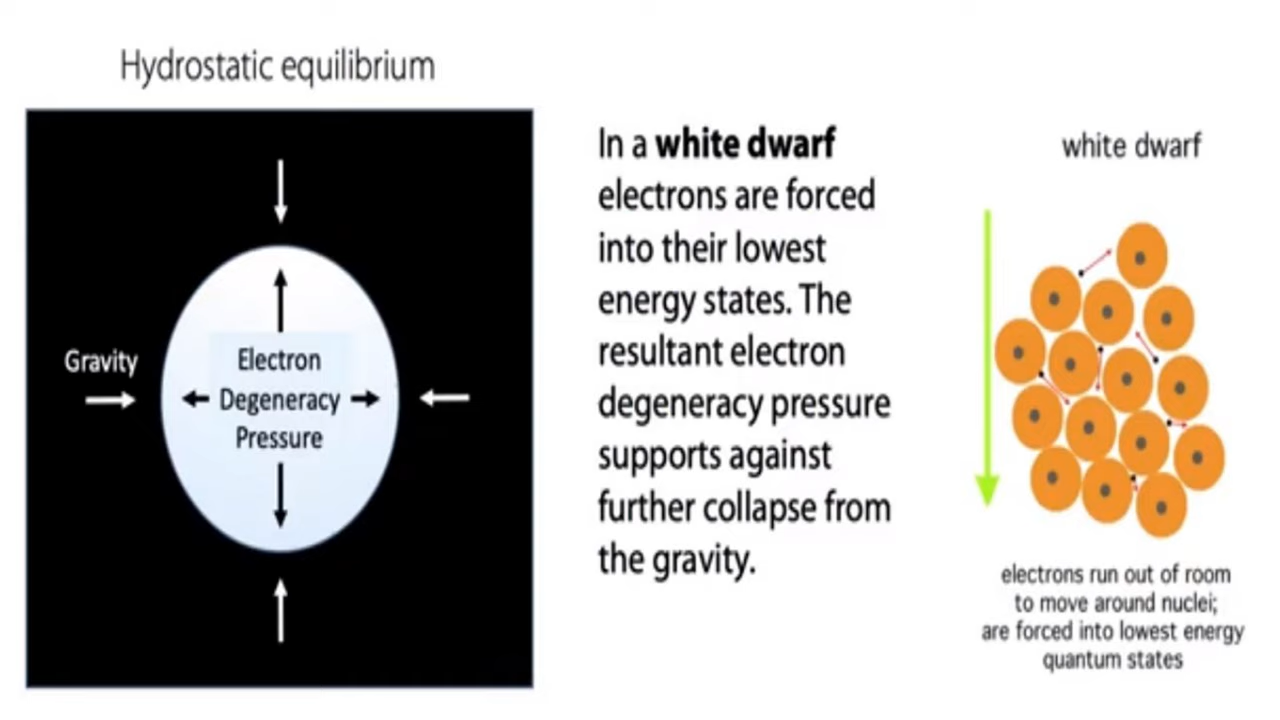 Hydrostatic equilibrium
Gravity
Electron
Degeneracy
Pressure
In a white dwarf
electrons are forced
into their lowest
energy states. The
resultant electron
degeneracy pressure
supports against
further collapse from
the gravity.
white dwarf
electrons run out of room
to move around nuclei;
are forced into lowest energy
quantum states